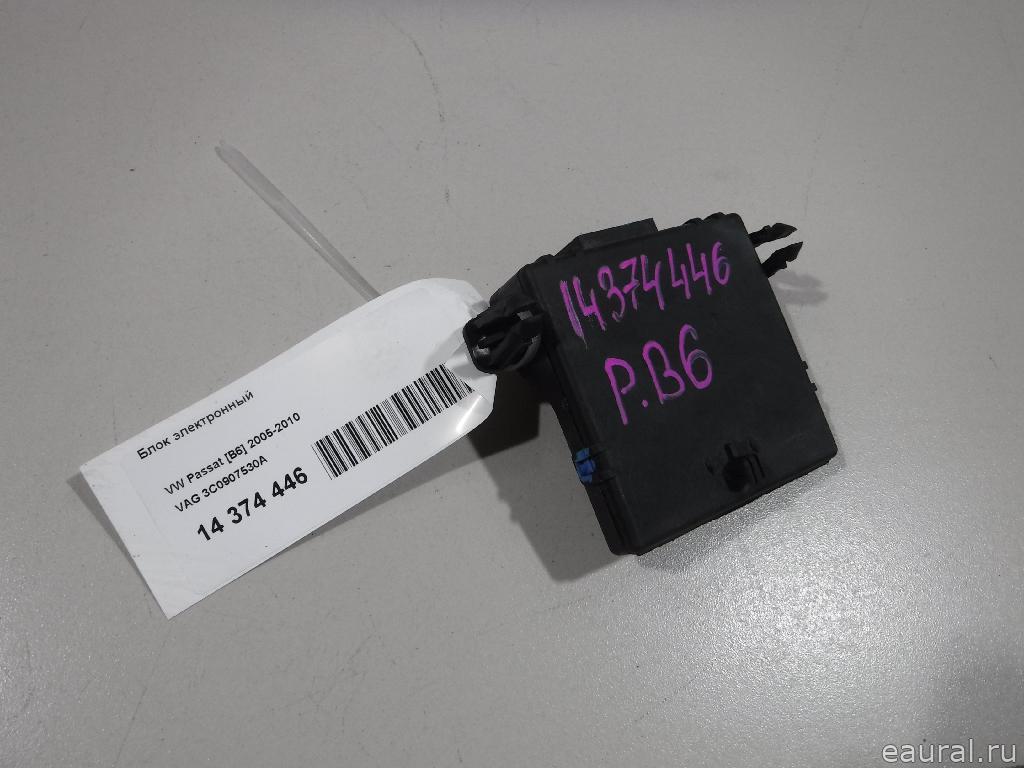 Блок электронный
VW Passat [B6] 2005-2010
VAG 3C0907530A
14 374 446
14374446
P.B6
eaural.ru